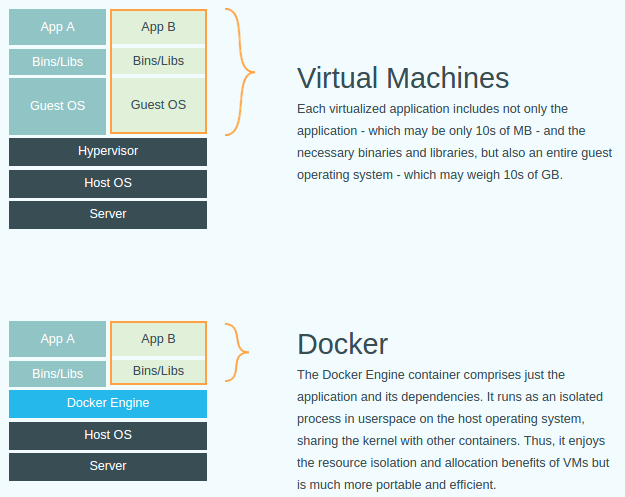 App A
App B
Bins/Libs
Bins/Libs
Guest OS
Guest OS
Hypervisor
Host OS
Server
Virtual Machines
Each virtualized application includes not only the
application - which may be only 10s of MB - and the
necessary binaries and libraries, but also an entire guest
operating system - which may weigh 10s of GB.
App A
App B
Bins/Libs
Bins/Libs
Docker Engine
Host OS
Server
Docker
The Docker Engine container comprises just the
application and its dependencies. It runs as an isolated
process in userspace on the host operating system,
sharing the kernel with other containers. Thus, it enjoys
the resource isolation and allocation benefits of VMs but
is much more portable and efficient.